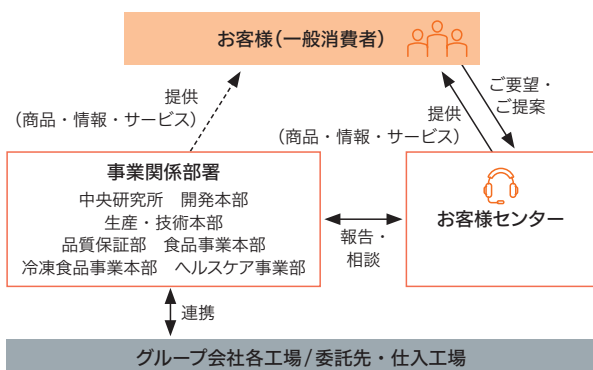 お客様（一般消費者）
提供
（商品・情報・サービス）
提供
（商品・情報・サービス）
ご要望・
ご提案
事業関係部署
中央研究所　開発本部
生産・技術本部
品質保証部　食品事業本部
冷凍食品事業本部　ヘルスケア事業部
報告・
相談
お客様センター
連携
グループ会社各工場/委託先・仕入工場